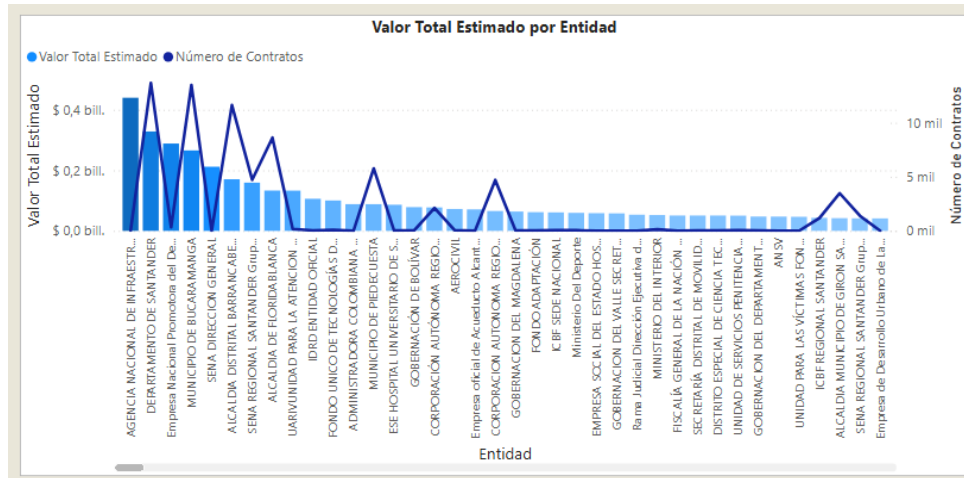 Valor Total Estimado por Entidad
Valor Total Estimado Número de Contratos
Valor Total Estimado
$ 0,4 bill.
$ 0,2 bill.
$ 0,0 bill.
10 mil
5 mil
0 mil
Número de Contratos
AGENCIA NACIONAL DE INFRAESTR...
DEPARTAMENTO DE SANTANDER
Empresa Nacional Promotora del De...
MUNICIPIO DE BUCARAMANGA
SENA DIRECCION GENERAL
ALCALDIA DISTRITAL BARRANCABE...
SENA REGIONAL SANTANDER Grup...
ALCALDIA DE FLORIDABLANCA
UARIVUNIDAD PARA LA ATENCION ...
IDRD ENTIDAD OFICIAL
FONDO UNICO DE TECNOLOGÍAS D...
ADMINISTRADORA COLOMBIANA ...
MUNICIPIO DE PIEDECUESTA
ESE HOSPITAL UNIVERSITARIO DE S...
GOBERNACIÓN DE BOLÍVAR
CORPORACIÓN AUTÓNOMA REGIO...
AEROCIVIL
Empresa oficial de Acueducto Alcant...
CORPORACION AUTONOMA REGIO...
GOBERNACION DEL MAGDALENA
FONDO ADAPTACIÓN
ICBF SEDE NACIONAL
Ministerio Del Deporte
EMPRESA SOCIAL DEL ESTADO HOS...
GOBERNACION DEL VALLE SECRET...
Rama Judicial Dirección Ejecutiva d...
MINISTERIO DEL INTERIOR
FISCALÍA GENERAL DE LA NACIÓN ...
SECRETARÍA DISTRITAL DE MOVILID...
DISTRITO ESPECIAL DE CIENCIA TEC...
UNIDAD DE SERVICIOS PENITENCIA...
GOBERNACION DEL DEPARTAMENT...
ANSV
UNIDAD PARA LAS VÍCTIMAS FON...
ICBF REGIONAL SANTANDER
ALCALDIA MUNICIPIO DE GIRON SA...
SENA REGIONAL SANTANDER Grup...
Empresa de Desarrollo Urbano de La...
Entidad